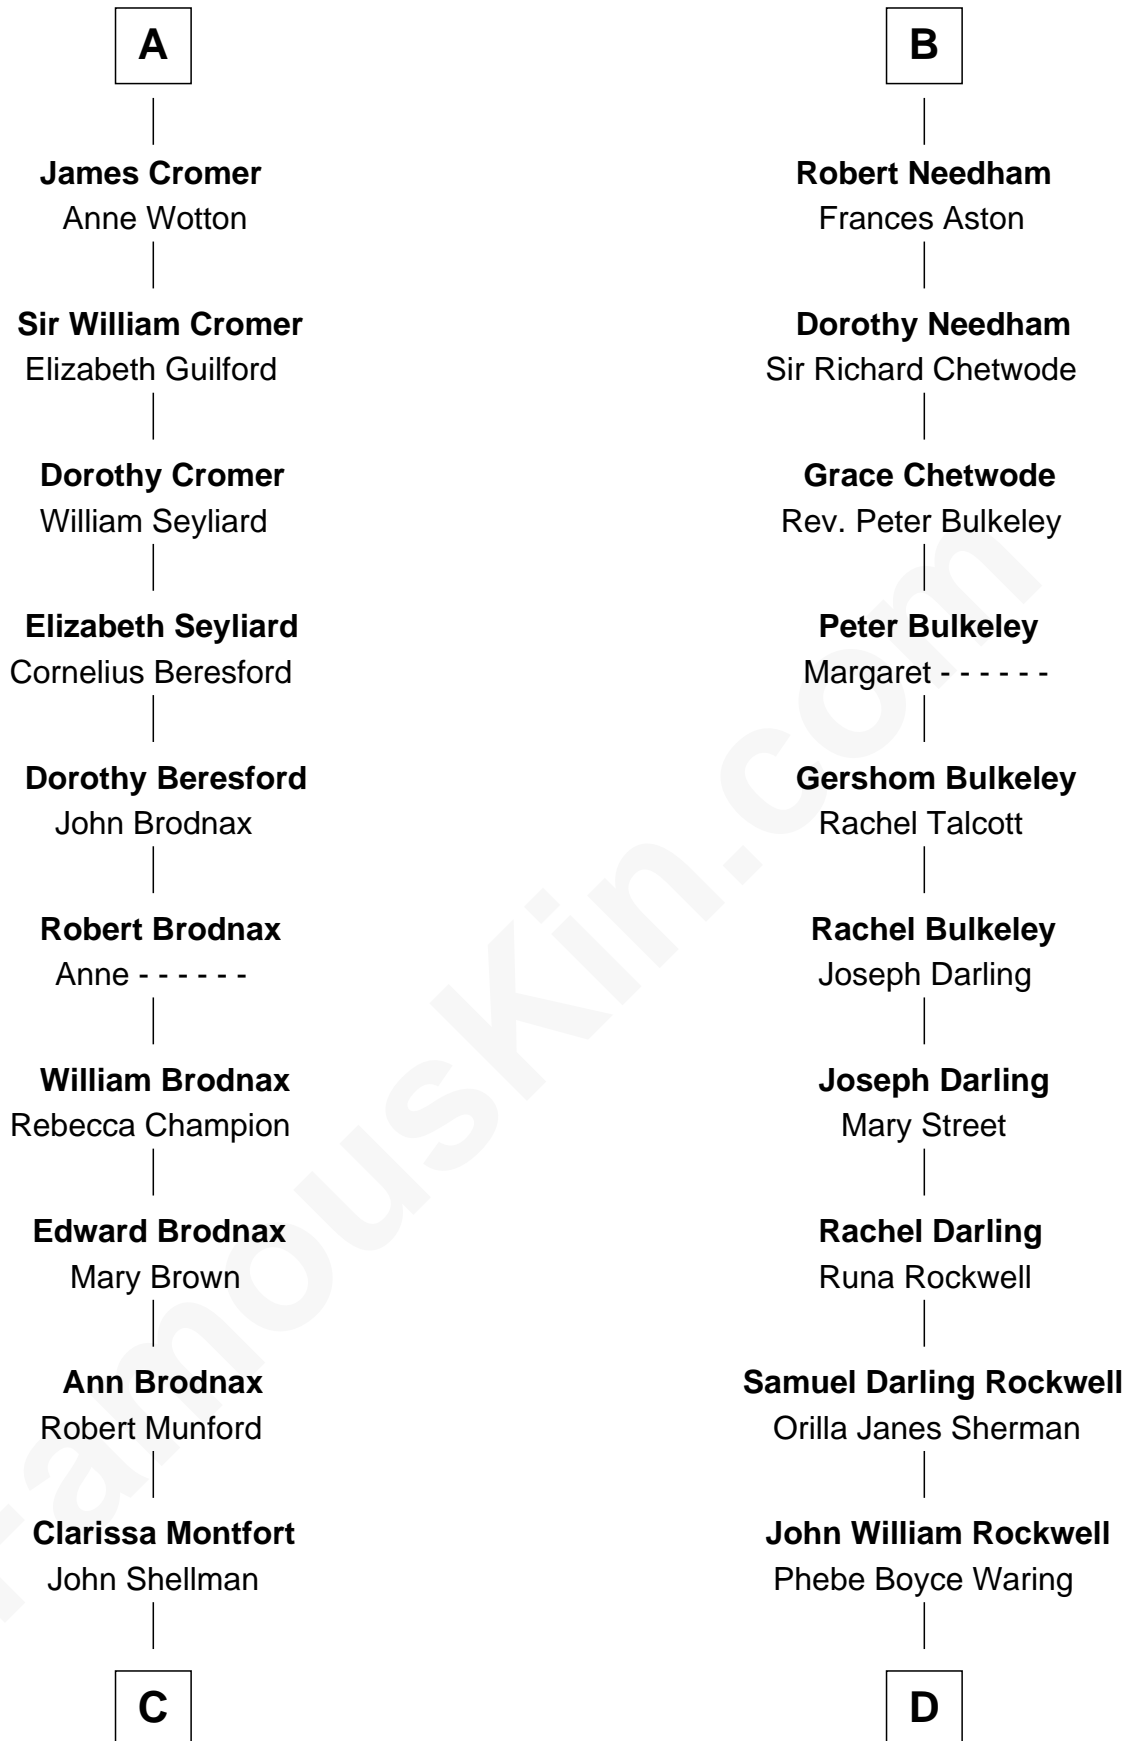 A
James Cromer
Anne Wotton
Sir William Cromer
Elizabeth Guilford
Dorothy Cromer
William Seyliard
Elizabeth Seyliard
Cornelius Beresford
Dorothy Beresford
John Brodnax
Robert Brodnax
Anne - - - - - -
William Brodnax
Rebecca Champion
Edward Brodnax
Mary Brown
Ann Brodnax
Robert Munford
Clarissa Montfort
John Shellman
C
B
Robert Needham
Frances Aston
Dorothy Needham
Sir Richard Chetwode
Grace Chetwode
Rev. Peter Bulkeley
Peter Bulkeley
Margaret - - - - - -
Gershom Bulkeley
Rachel Talcott
Rachel Bulkeley
Joseph Darling
Joseph Darling
Mary Street
Rachel Darling
Runa Rockwell
Samuel Darling Rockwell
Orilla Janes Sherman
John William Rockwell
Phebe Boyce Waring
D
FamousKin.com